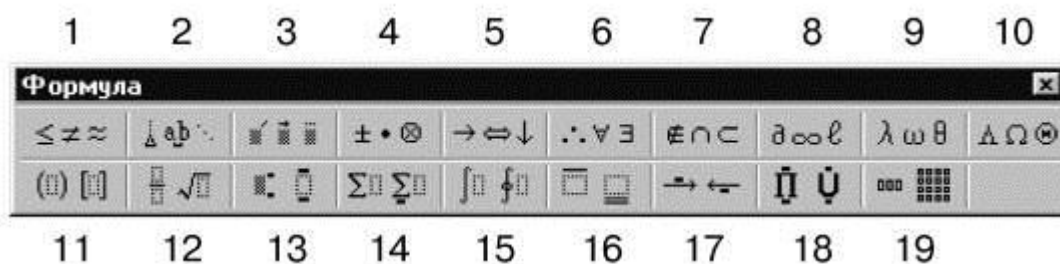 1 2 3 4 5 6 7 8 9 10
Формула
≤ ≠ ≈ a b ± • ⊗ → ⇔ ↓ ∴ ∀ ∃ ∉ ∩ ⊂ ∂ ∞ ℓ λ ω θ Λ Ω Θ
( ) [ ] √ Σ Σ ∫ ∮ → ← Π Ụ
11 12 13 14 15 16 17 18 19